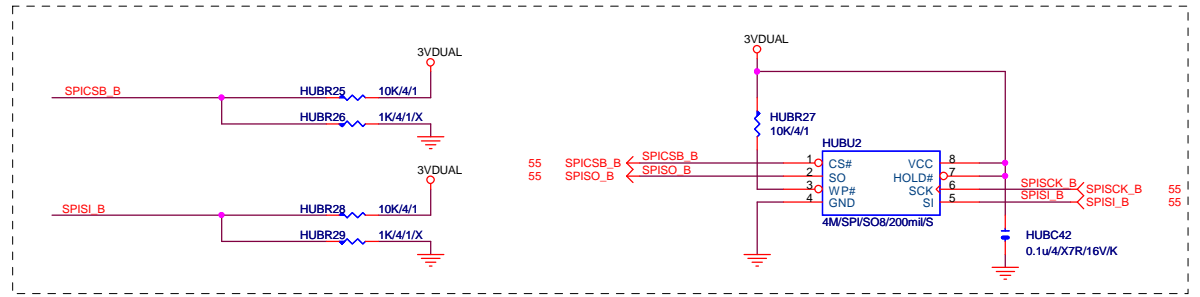 3VDUAL
SPICSB_B
HUBR25 10K/4/1
HUBR26 1K/4/1/X
3VDUAL
SPISI_B
HUBR28 10K/4/1
HUBR29 1K/4/1/X
3VDUAL
HUBR27
10K/4/1
HUBU2
55 SPICSB_B SPICSB_B 1 CS# VCC 8
55 SPISO_B SPISO_B 2 SO HOLD# 7
3 WP# SCK 6 SPISCK_B SPISCK_B 55
4 GND SI 5 SPISI_B SPISI_B 55
4M/SPI/SO8/200mil/S
HUBC42
0.1u/4/X7R/16V/K